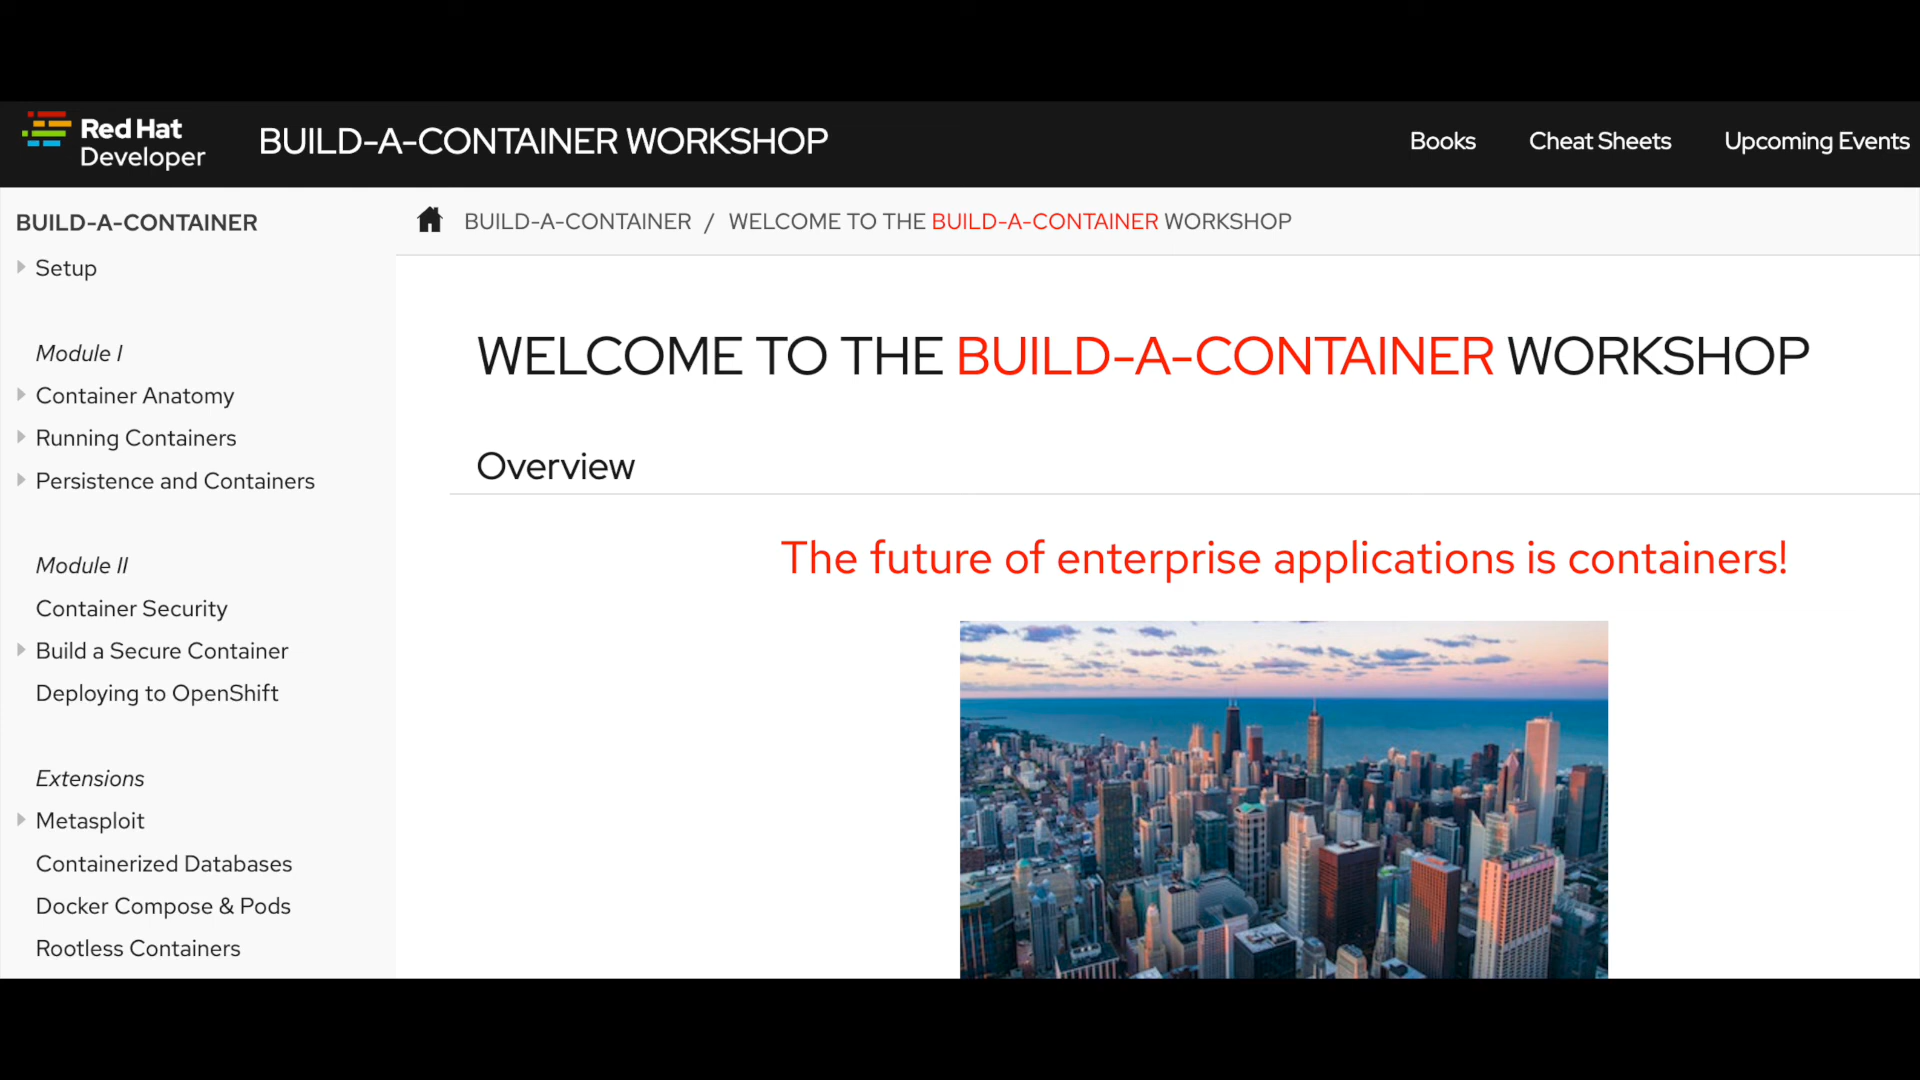 Red Hat
Developer
BUILD-A-CONTAINER WORKSHOP
Books
Cheat Sheets
Upcoming Events
BUILD-A-CONTAINER
Setup
Module I
Container Anatomy
Running Containers
Persistence and Containers
Module II
Container Security
Build a Secure Container
Deploying to OpenShift
Extensions
Metasploit
Containerized Databases
Docker Compose & Pods
Rootless Containers
BUILD-A-CONTAINER / WELCOME TO THE BUILD-A-CONTAINER WORKSHOP
WELCOME TO THE BUILD-A-CONTAINER WORKSHOP
Overview
The future of enterprise applications is containers!